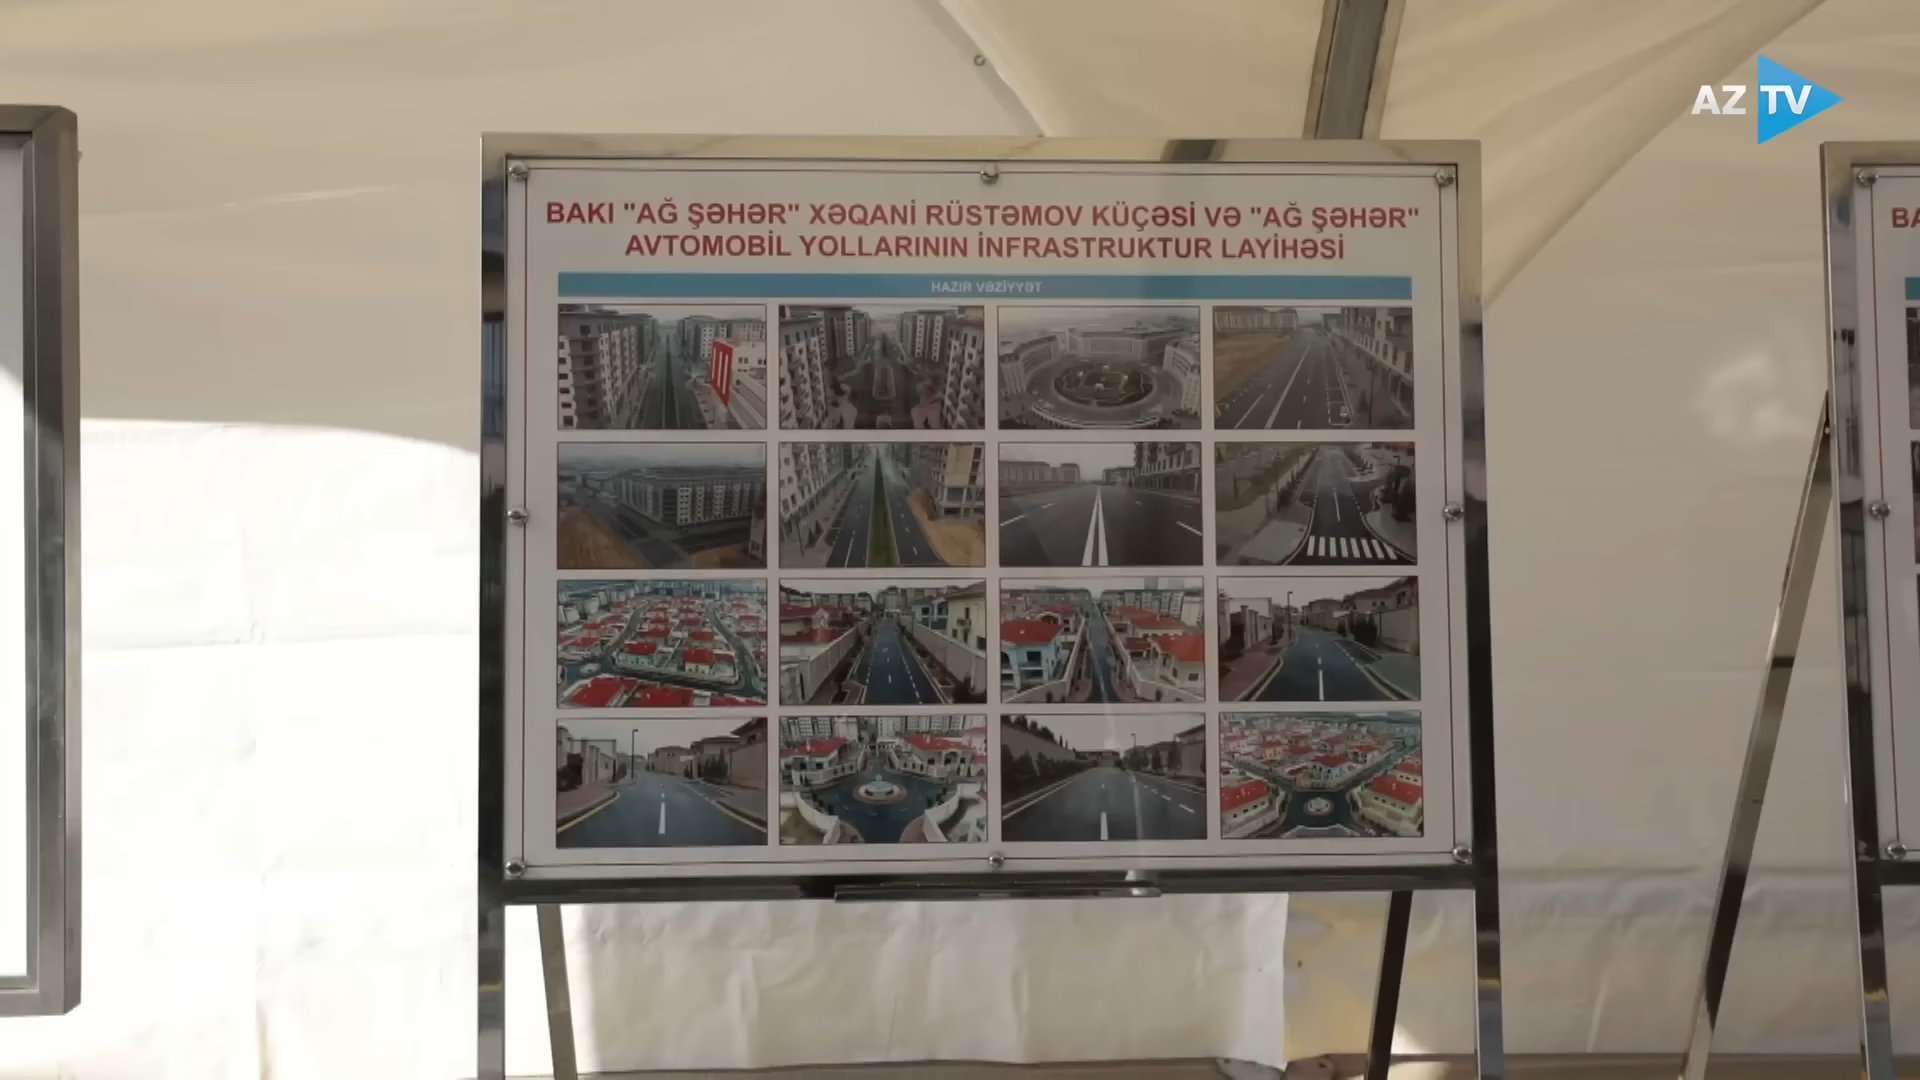 AZ TV
BAKI "AĞ ŞƏHƏR" XƏQANİ RÜSTƏMOV KÜÇƏSİ VƏ "AĞ ŞƏHƏR"
AVTOMOBİL YOLLARININ İNFRASTRUKTUR LAYİHƏSİ
HAZIR VƏZİYYƏT
BA